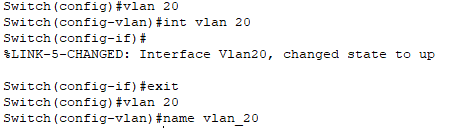 Switch(config)#vlan 20
Switch(config-vlan)#int vlan 20
Switch(config-if)#
%LINK-5-CHANGED: Interface Vlan20, changed state to up
Switch(config-if)#exit
Switch(config)#vlan 20
Switch(config-vlan)#name vlan_20